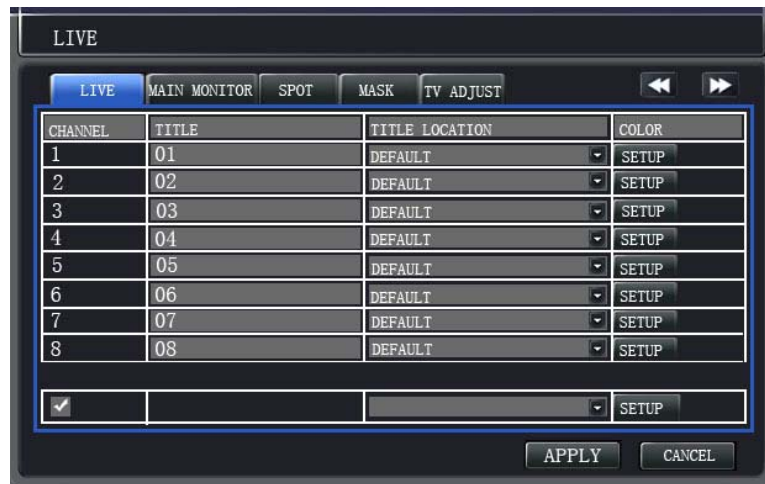 LIVE
LIVE MAIN MONITOR SPOT MASK TV ADJUST
CHANNEL TITLE TITLE LOCATION COLOR
1 01 DEFAULT SETUP
2 02 DEFAULT SETUP
3 03 DEFAULT SETUP
4 04 DEFAULT SETUP
5 05 DEFAULT SETUP
6 06 DEFAULT SETUP
7 07 DEFAULT SETUP
8 08 DEFAULT SETUP
SETUP
APPLY CANCEL